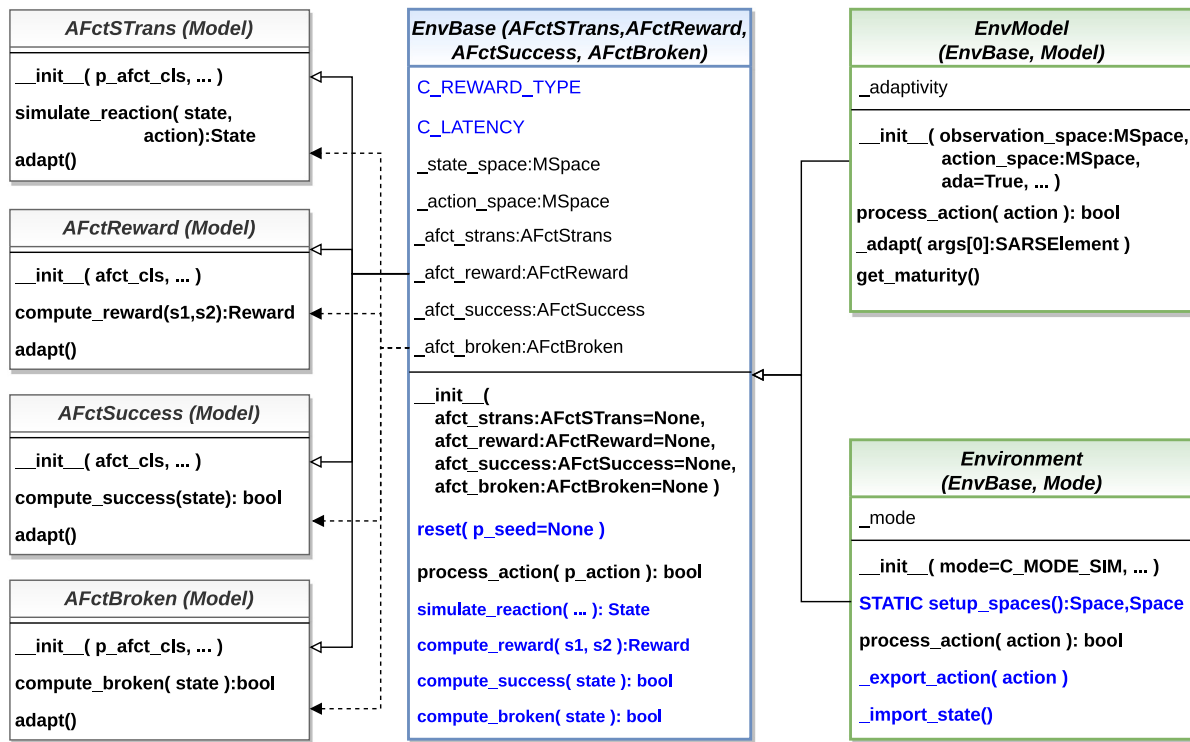 AFctSTrans (Model)
__init__( p_afct_cls, ... )
simulate_reaction( state,
action):State
adapt()
AFctReward (Model)
__init__( afct_cls, ... )
compute_reward(s1,s2):Reward
adapt()
AFctSuccess (Model)
__init__( afct_cls, ... )
compute_success(state): bool
adapt()
AFctBroken (Model)
__init__( p_afct_cls, ... )
compute_broken( state ):bool
adapt()
EnvBase (AFctSTrans,AFctReward,
AFctSuccess, AFctBroken)
C_REWARD_TYPE
C_LATENCY
_state_space:MSpace
_action_space:MSpace
_afct_strans:AFctStrans
_afct_reward:AFctReward
_afct_success:AFctSuccess
_afct_broken:AFctBroken
__init__(
afct_strans:AFctSTrans=None,
afct_reward:AFctReward=None,
afct_success:AFctSuccess=None,
afct_broken:AFctBroken=None )
reset( p_seed=None )
process_action( p_action ): bool
simulate_reaction( ... ): State
compute_reward( s1, s2 ):Reward
compute_success( state ): bool
compute_broken( state ): bool
EnvModel
(EnvBase, Model)
_adaptivity
__init__( observation_space:MSpace,
action_space:MSpace,
ada=True, ... )
process_action( action ): bool
_adapt( args[0]:SARSElement )
get_maturity()
Environment
(EnvBase, Mode)
_mode
__init__( mode=C_MODE_SIM, ... )
STATIC setup_spaces():Space,Space
process_action( action ): bool
_export_action( action )
_import_state()